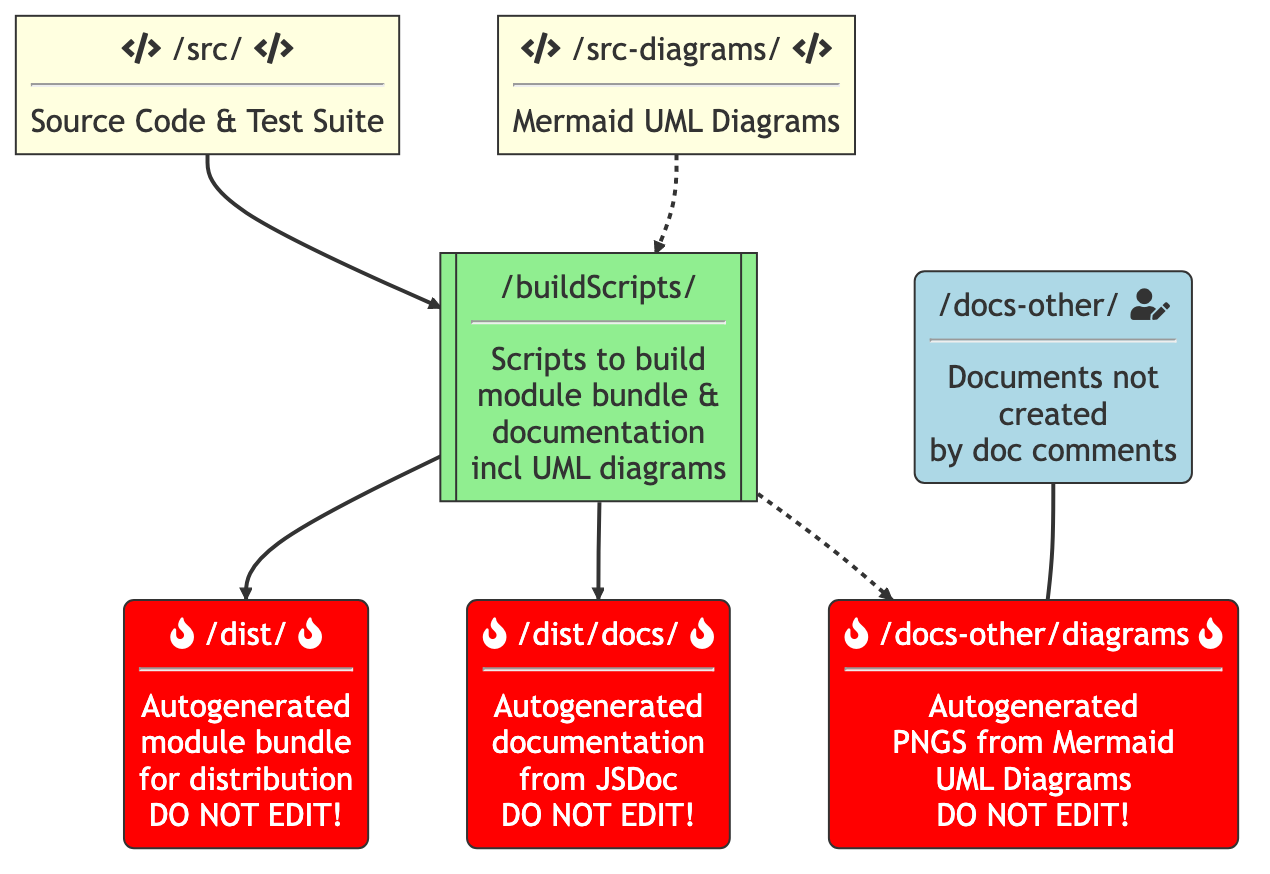 /src/
Source Code & Test Suite
/src-diagrams/
Mermaid UML Diagrams
/buildScripts/
Scripts to build
module bundle &
documentation
incl UML diagrams
/docs-other/
Documents not
created
by doc comments
/dist/
Autogenerated
module bundle
for distribution
DO NOT EDIT!
/dist/docs/
Autogenerated
documentation
from JSDoc
DO NOT EDIT!
/docs-other/diagrams
Autogenerated
PNGS from Mermaid
UML Diagrams
DO NOT EDIT!